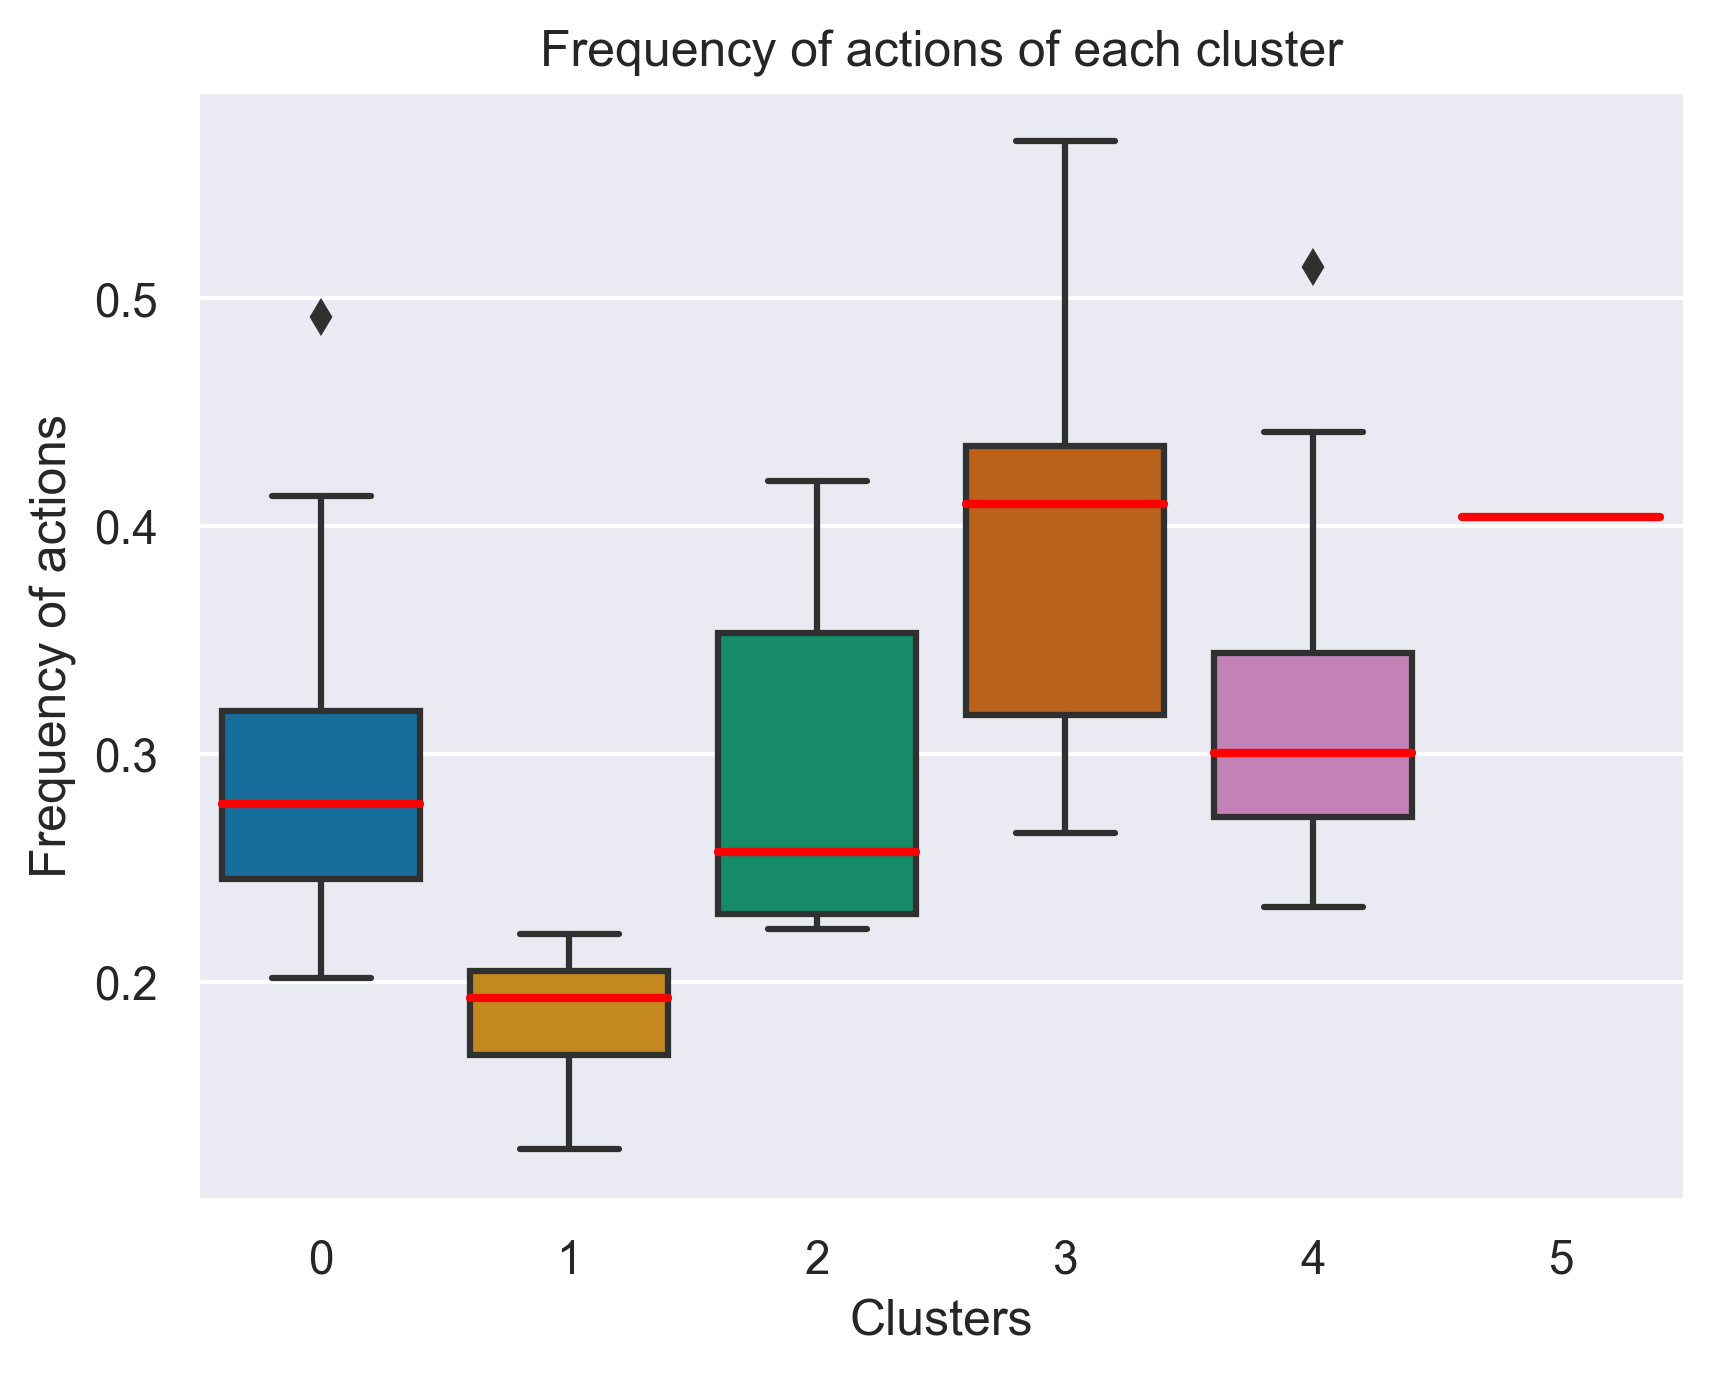 Frequency of actions of each cluster
Frequency of actions
0.5
0.4
0.3
0.2
0 1 2 3 4 5
Clusters